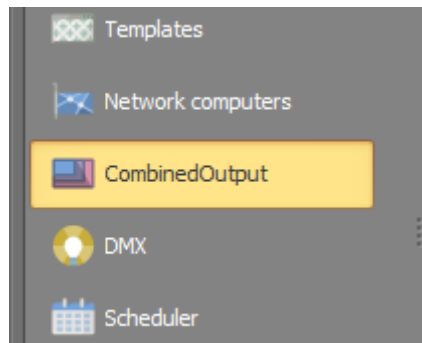 Templates
Network computers
CombinedOutput
DMX
Scheduler